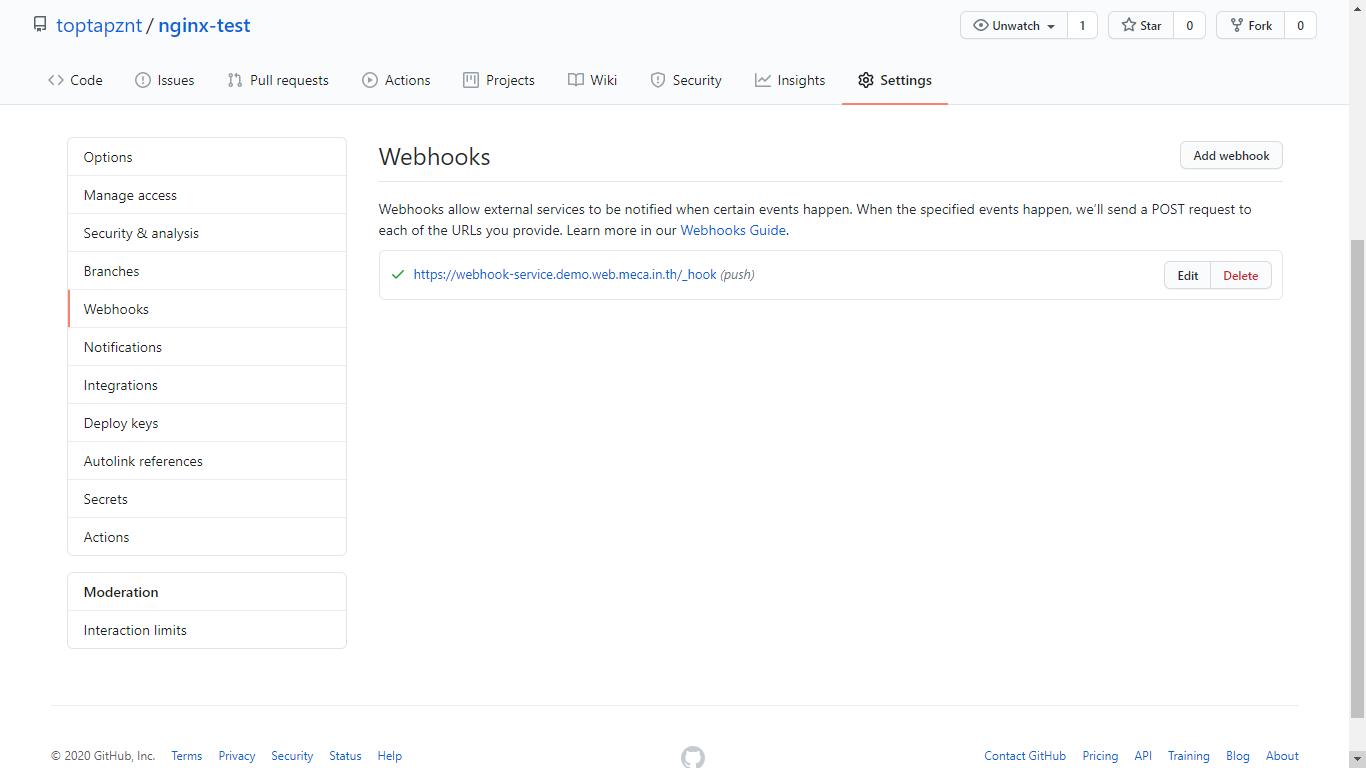 toptapznt / nginx-test
Unwatch 1 Star 0 Fork 0
Code Issues Pull requests Actions Projects Wiki Security Insights Settings
Options
Manage access
Security & analysis
Branches
Webhooks
Notifications
Integrations
Deploy keys
Autolink references
Secrets
Actions
Moderation
Interaction limits
Webhooks
Add webhook
Webhooks allow external services to be notified when certain events happen. When the specified events happen, we’ll send a POST request to
each of the URLs you provide. Learn more in our Webhooks Guide.
https://webhook-service.demo.web.meca.in.th/_hook (push)
Edit Delete
© 2020 GitHub, Inc. Terms Privacy Security Status Help
Contact GitHub Pricing API Training Blog About